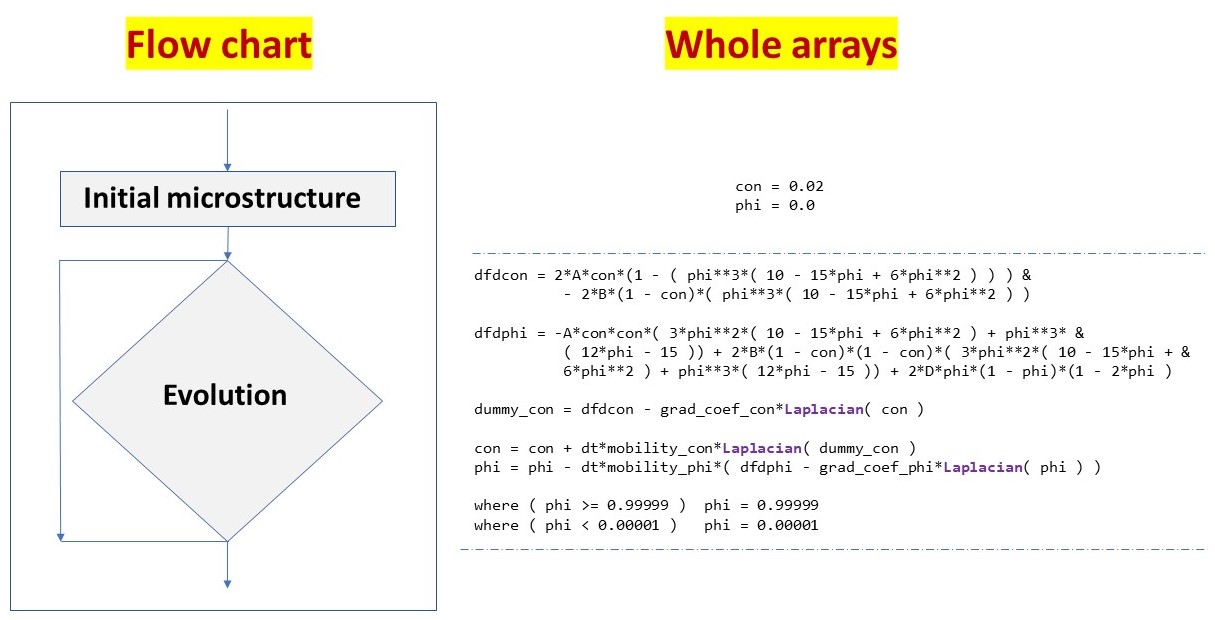 Flow chart
Whole arrays
Initial microstructure
Evolution
con = 0.02
phi = 0.0
dfdcon = 2*A*con*(1 - ( phi**3*( 10 - 15*phi + 6*phi**2 ) ) ) &
- 2*B*(1 - con)*( phi**3*( 10 - 15*phi + 6*phi**2 ) )
dfdphi = -A*con*con*( 3*phi**2*( 10 - 15*phi + 6*phi**2 ) + phi**3* &
( 12*phi - 15 )) + 2*B*(1 - con)*(1 - con)*( 3*phi**2*( 10 - 15*phi + &
6*phi**2 ) + phi**3*( 12*phi - 15 )) + 2*D*phi*(1 - phi)*(1 - 2*phi )
dummy_con = dfdcon - grad_coef_con*Laplacian( con )
con = con + dt*mobility_con*Laplacian( dummy_con )
phi = phi - dt*mobility_phi*( dfdphi - grad_coef_phi*Laplacian( phi ) )
where ( phi >= 0.99999 )  phi = 0.99999
where ( phi < 0.00001 )   phi = 0.00001